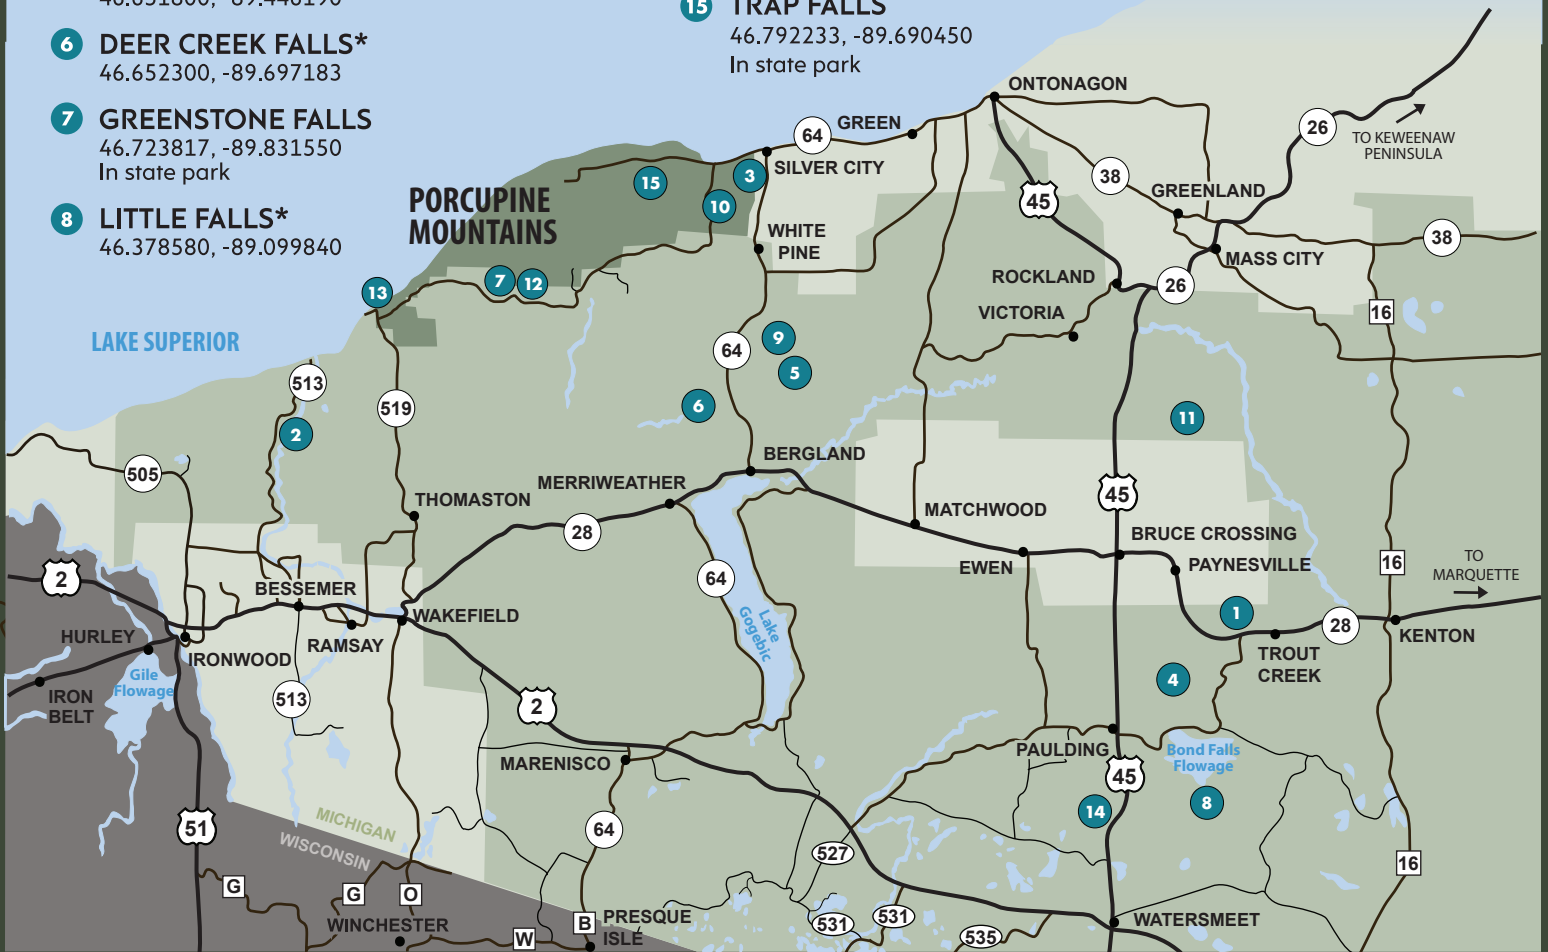 46.651800, -89.448190
6 DEER CREEK FALLS*
46.652300, -89.697183
7 GREENSTONE FALLS
46.723817, -89.831550
In state park
8 LITTLE FALLS*
46.378580, -89.099840
15 TRAP FALLS
46.792233, -89.690450
In state park
ONTONAGON
GREEN
64
SILVER CITY
26
TO KEWEENAW
PENINSULA
38
GREENLAND
45
3
15
10
PORCUPINE
MOUNTAINS
WHITE
PINE
38
MASS CITY
ROCKLAND
26
7
12
13
VICTORIA
16
LAKE SUPERIOR
9
64
5
513
519
6
11
2
BERGLAND
505
MERRIWEATHER
THOMASTON
45
MATCHWOOD
28
BRUCE CROSSING
EWEN
PAYNESVILLE
16
TO
MARQUETTE
2
64
BESSEMER
WAKEFIELD
Lake
Gogebic
1
28
KENTON
HURLEY
RAMSAY
IRONWOOD
TROUT
CREEK
Gile
Flowage
IRON
BELT
513
4
2
PAULDING
MARENISCO
Bond Falls
Flowage
45
14
8
51
MICHIGAN
WISCONSIN
64
527
16
G
G
O
WINCHESTER
W
B
PRESQUE
ISLE
531
531
535
WATERSMEET